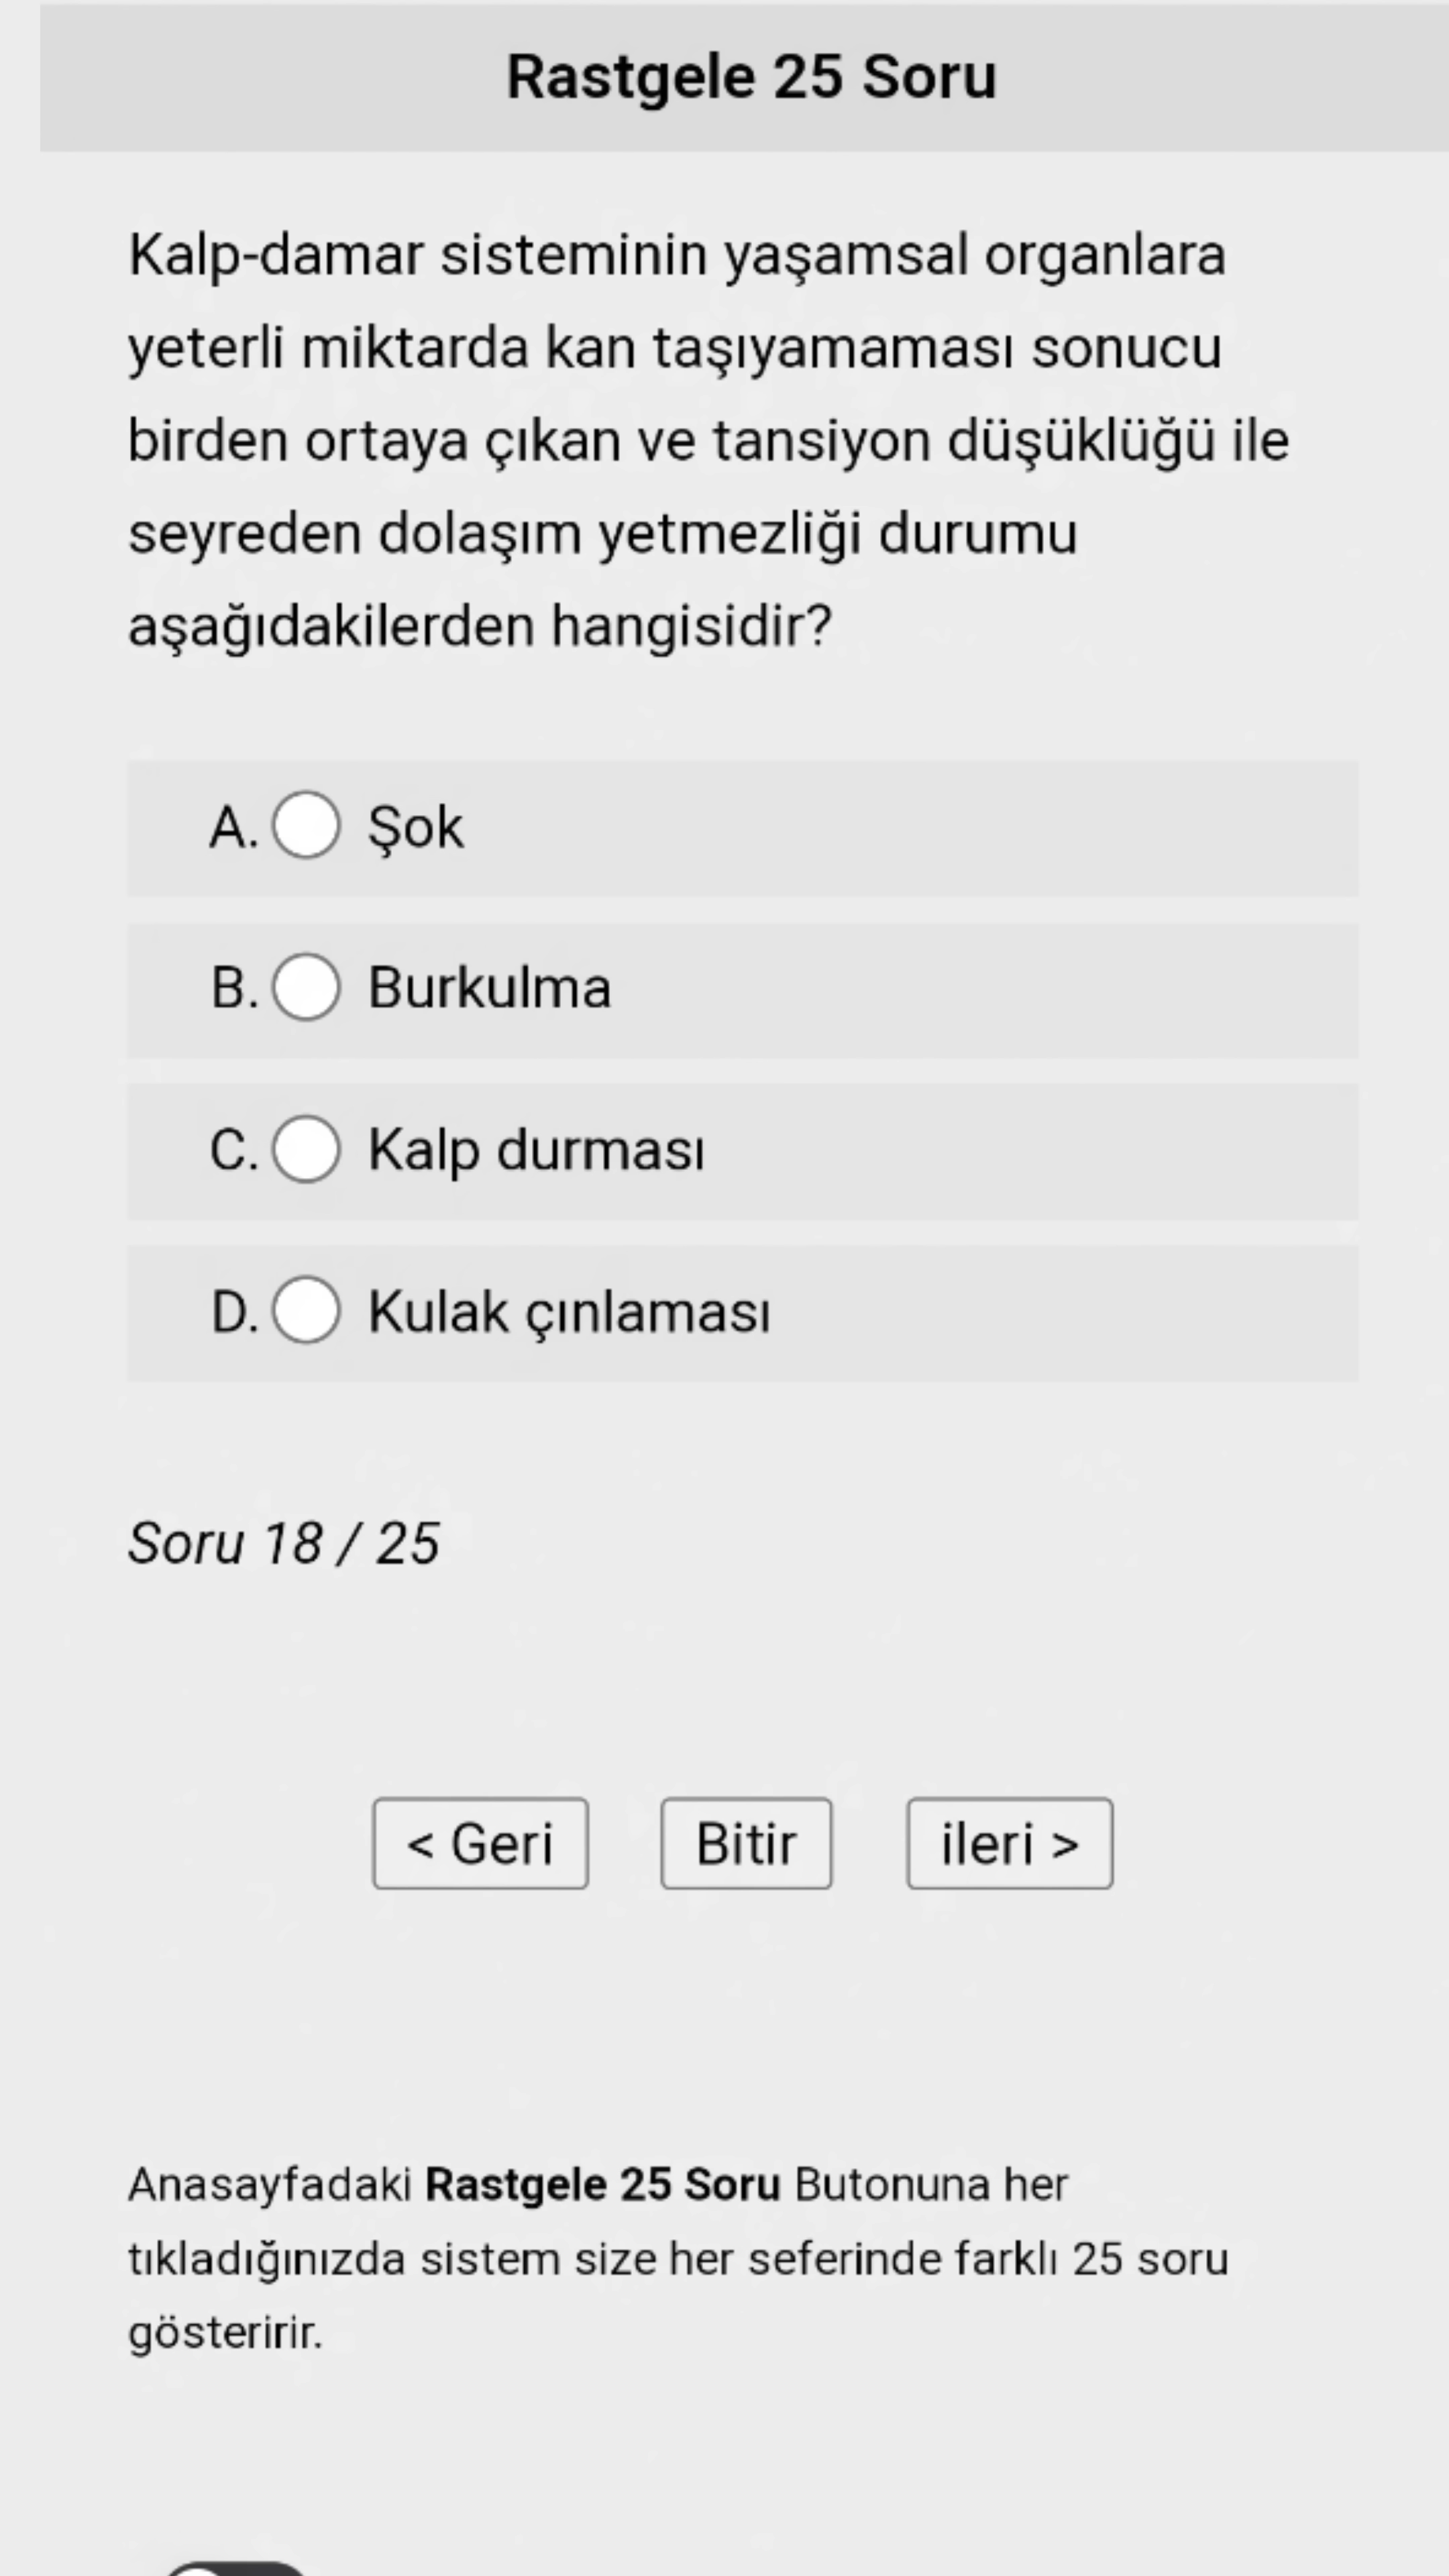 Rastgele 25 Soru
Kalp-damar sisteminin yaşamsal organlara
yeterli miktarda kan taşıyamaması sonucu
birden ortaya çıkan ve tansiyon düşüklüğü ile
seyreden dolaşım yetmezliği durumu
aşağıdakilerden hangisidir?
A. Şok
B. Burkulma
C. Kalp durması
D. Kulak çınlaması
Soru 18 / 25
< Geri Bitir ileri >
Anasayfadaki Rastgele 25 Soru Butonuna her
tıkladığınızda sistem size her seferinde farklı 25 soru
gösteririr.